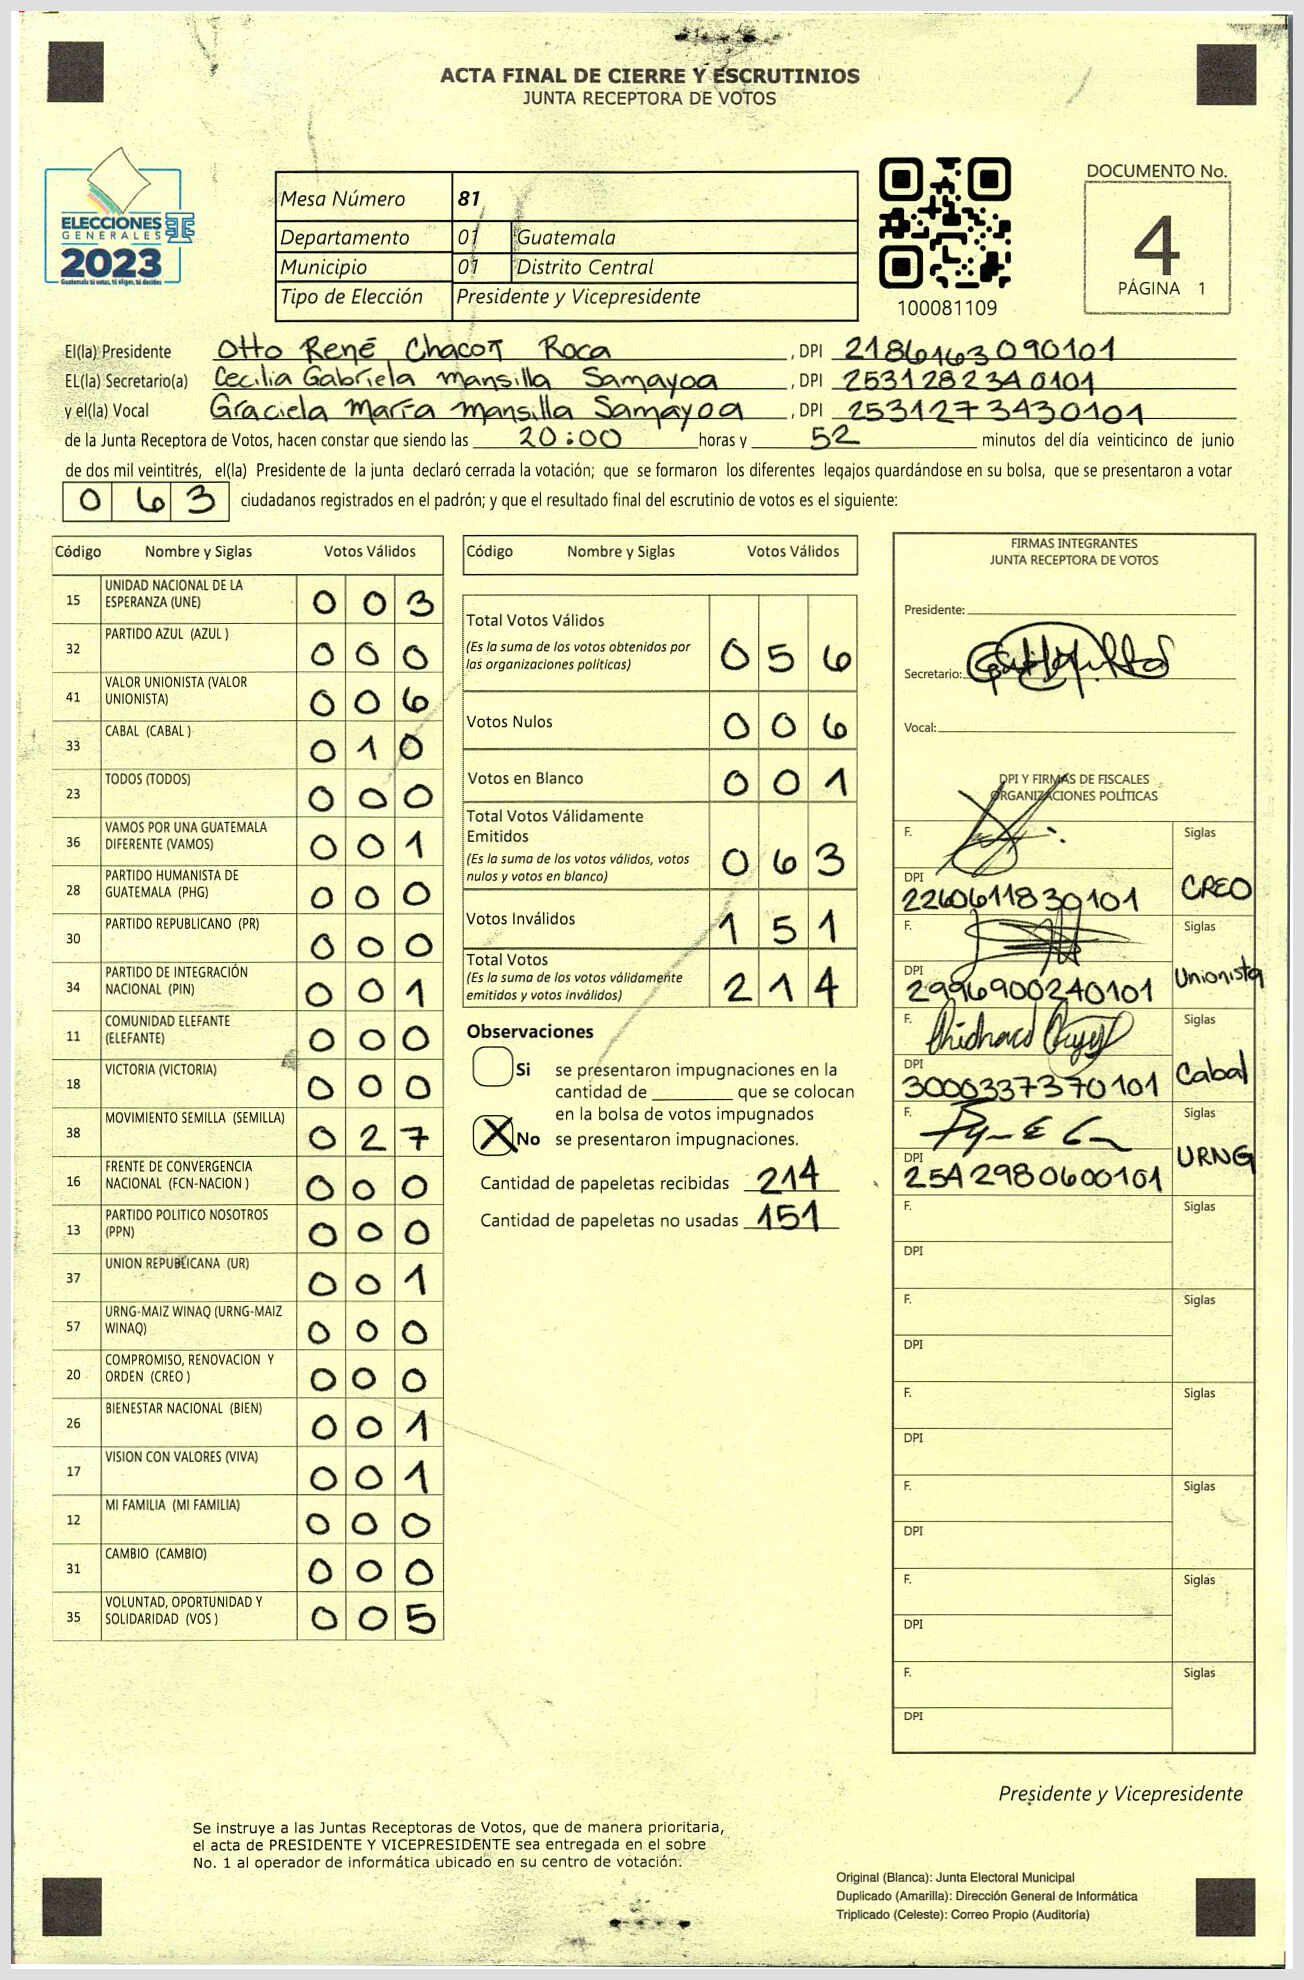 ACTA FINAL DE CIERRE Y ESCRUTINIOS
JUNTA RECEPTORA DE VOTOS
ELECCIONES
GENERALES
2023
Guatemala tú votas, tú eliges, tú decides
Mesa Número 81
Departamento 01 Guatemala
Municipio 01 Distrito Central
Tipo de Elección Presidente y Vicepresidente
100081109
DOCUMENTO No.
4
PÁGINA 1
El(la) Presidente Otto René Chacón Roca , DPI 2186163090101
EL(la) Secretario(a) Cecilia Gabriela Mansilla Samayoa , DPI 2531282340101
y el(la) Vocal Graciela María Mansilla Samayoa , DPI 2531273430101
de la Junta Receptora de Votos, hacen constar que siendo las 20:00 horas y 52 minutos del día veinticinco de junio
de dos mil veintitrés, el(la) Presidente de la junta declaró cerrada la votación; que se formaron los diferentes legajos quardándose en su bolsa, que se presentaron a votar
0 6 3 ciudadanos registrados en el padrón; y que el resultado final del escrutinio de votos es el siguiente:
Código Nombre y Siglas Votos Válidos
15 UNIDAD NACIONAL DE LA ESPERANZA (UNE) 0 0 3
32 PARTIDO AZUL (AZUL ) 0 0 0
41 VALOR UNIONISTA (VALOR UNIONISTA) 0 0 6
33 CABAL (CABAL ) 0 1 0
23 TODOS (TODOS) 0 0 0
36 VAMOS POR UNA GUATEMALA DIFERENTE (VAMOS) 0 0 1
28 PARTIDO HUMANISTA DE GUATEMALA (PHG) 0 0 0
30 PARTIDO REPUBLICANO (PR) 0 0 0
34 PARTIDO DE INTEGRACIÓN NACIONAL (PIN) 0 0 1
11 COMUNIDAD ELEFANTE (ELEFANTE) 0 0 0
18 VICTORIA (VICTORIA) 0 0 0
38 MOVIMIENTO SEMILLA (SEMILLA) 0 2 7
16 FRENTE DE CONVERGENCIA NACIONAL (FCN-NACION ) 0 0 0
13 PARTIDO POLITICO NOSOTROS (PPN) 0 0 0
37 UNION REPUBLICANA (UR) 0 0 1
57 URNG-MAIZ WINAQ (URNG-MAIZ WINAQ) 0 0 0
20 COMPROMISO, RENOVACION Y ORDEN (CREO ) 0 0 0
26 BIENESTAR NACIONAL (BIEN) 0 0 1
17 VISION CON VALORES (VIVA) 0 0 1
12 MI FAMILIA (MI FAMILIA) 0 0 0
31 CAMBIO (CAMBIO) 0 0 0
35 VOLUNTAD, OPORTUNIDAD Y SOLIDARIDAD (VOS ) 0 0 5
Código Nombre y Siglas Votos Válidos
Total Votos Válidos 0 5 6
(Es la suma de los votos obtenidos por
las organizaciones políticas)
Votos Nulos 0 0 6
Votos en Blanco 0 0 1
Total Votos Válidamente
Emitidos 0 6 3
(Es la suma de los votos válidos, votos
nulos y votos en blanco)
Votos Inválidos 1 5 1
Total Votos 2 1 4
(Es la suma de los votos válidamente
emitidos y votos inválidos)
Observaciones
Si se presentaron impugnaciones en la
cantidad de ________ que se colocan
en la bolsa de votos impugnados
X No se presentaron impugnaciones.
Cantidad de papeletas recibidas 214
Cantidad de papeletas no usadas 151
FIRMAS INTEGRANTES
JUNTA RECEPTORA DE VOTOS
Presidente:
Secretario:
Vocal:
DPI Y FIRMAS DE FISCALES
ORGANIZACIONES POLÍTICAS
F. Siglas
DPI 2260611830101 CREO
F. Siglas
DPI 2996900240101 Unionista
F. Siglas
DPI 3000337370101 Cabal
F. Siglas
DPI 2542980600101 URNG
F. Siglas
DPI
F. Siglas
DPI
F. Siglas
DPI
F. Siglas
DPI
F. Siglas
DPI
F. Siglas
DPI
Presidente y Vicepresidente
Se instruye a las Juntas Receptoras de Votos, que de manera prioritaria,
el acta de PRESIDENTE Y VICEPRESIDENTE sea entregada en el sobre
No. 1 al operador de informática ubicado en su centro de votación.
Original (Blanca): Junta Electoral Municipal
Duplicado (Amarilla): Dirección General de Informática
Triplicado (Celeste): Correo Propio (Auditoría)